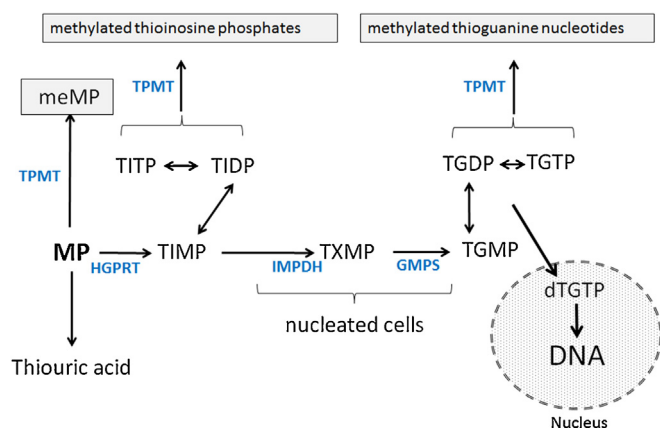 methylated thioinosine phosphates
methylated thioguanine nucleotides
TPMT
TPMT
meMP
TITP
TIDP
TGDP
TGTP
TPMT
MP
HGPRT
TIMP
IMPDH
TXMP
GMPS
TGMP
nucleated cells
dTGTP
DNA
Thiouric acid
Nucleus